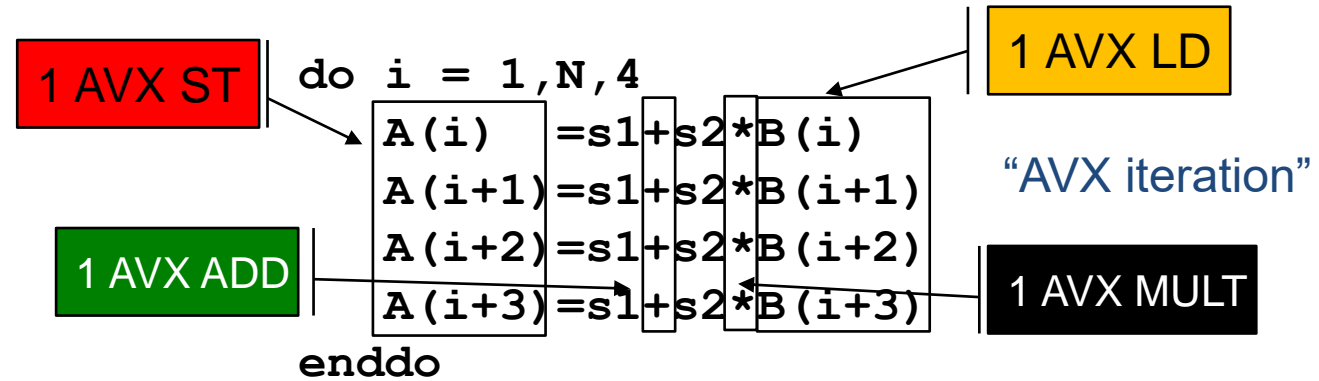 1 AVX ST
1 AVX LD
do i = 1,N,4
A(i) =s1+s2*B(i)
A(i+1)=s1+s2*B(i+1)
A(i+2)=s1+s2*B(i+2)
A(i+3)=s1+s2*B(i+3)
enddo
“AVX iteration”
1 AVX ADD
1 AVX MULT